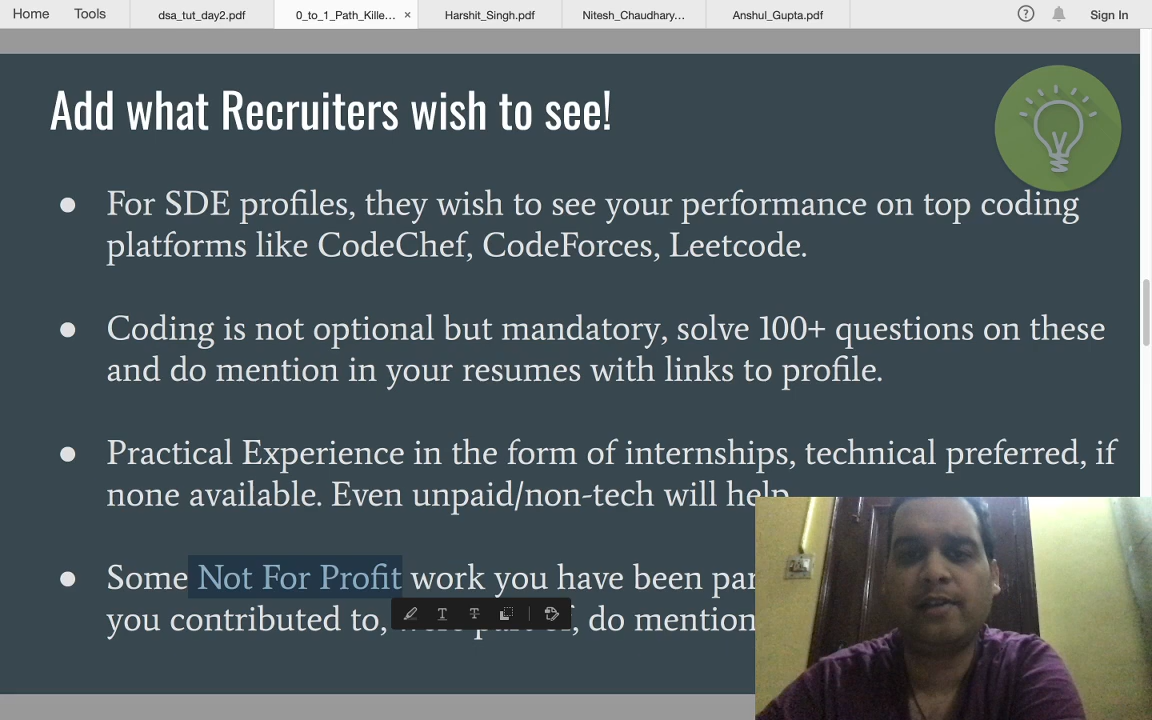 Home Tools dsa_tut_day2.pdf 0_to_1_Path_Kille... × Harshit_Singh.pdf Nitesh_Chaudhary... Anshul_Gupta.pdf ? Sign In
Add what Recruiters wish to see!
● For SDE profiles, they wish to see your performance on top coding
platforms like CodeChef, CodeForces, Leetcode.
● Coding is not optional but mandatory, solve 100+ questions on these
and do mention in your resumes with links to profile.
● Practical Experience in the form of internships, technical preferred, if
none available. Even unpaid/non-tech will help
● Some Not For Profit work you have been
you contributed to, were part of, do mention